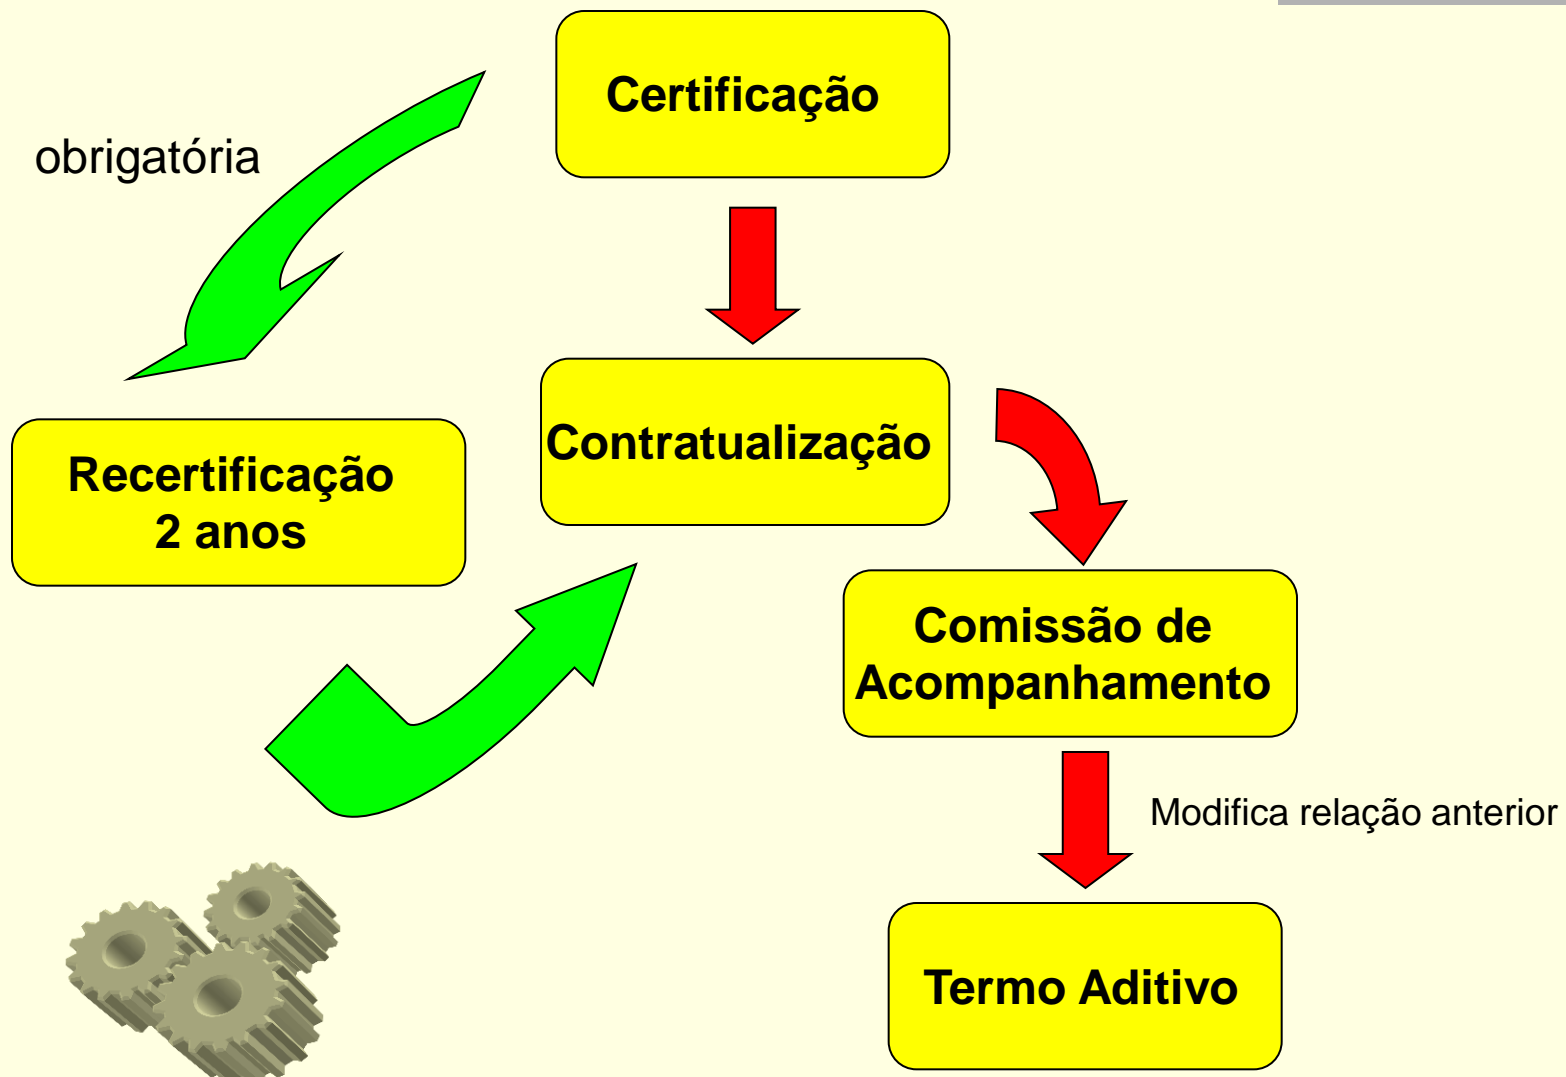 Certificação
obrigatória
Contratualização
Recertificação
2 anos
Comissão de
Acompanhamento
Modifica relação anterior
Termo Aditivo